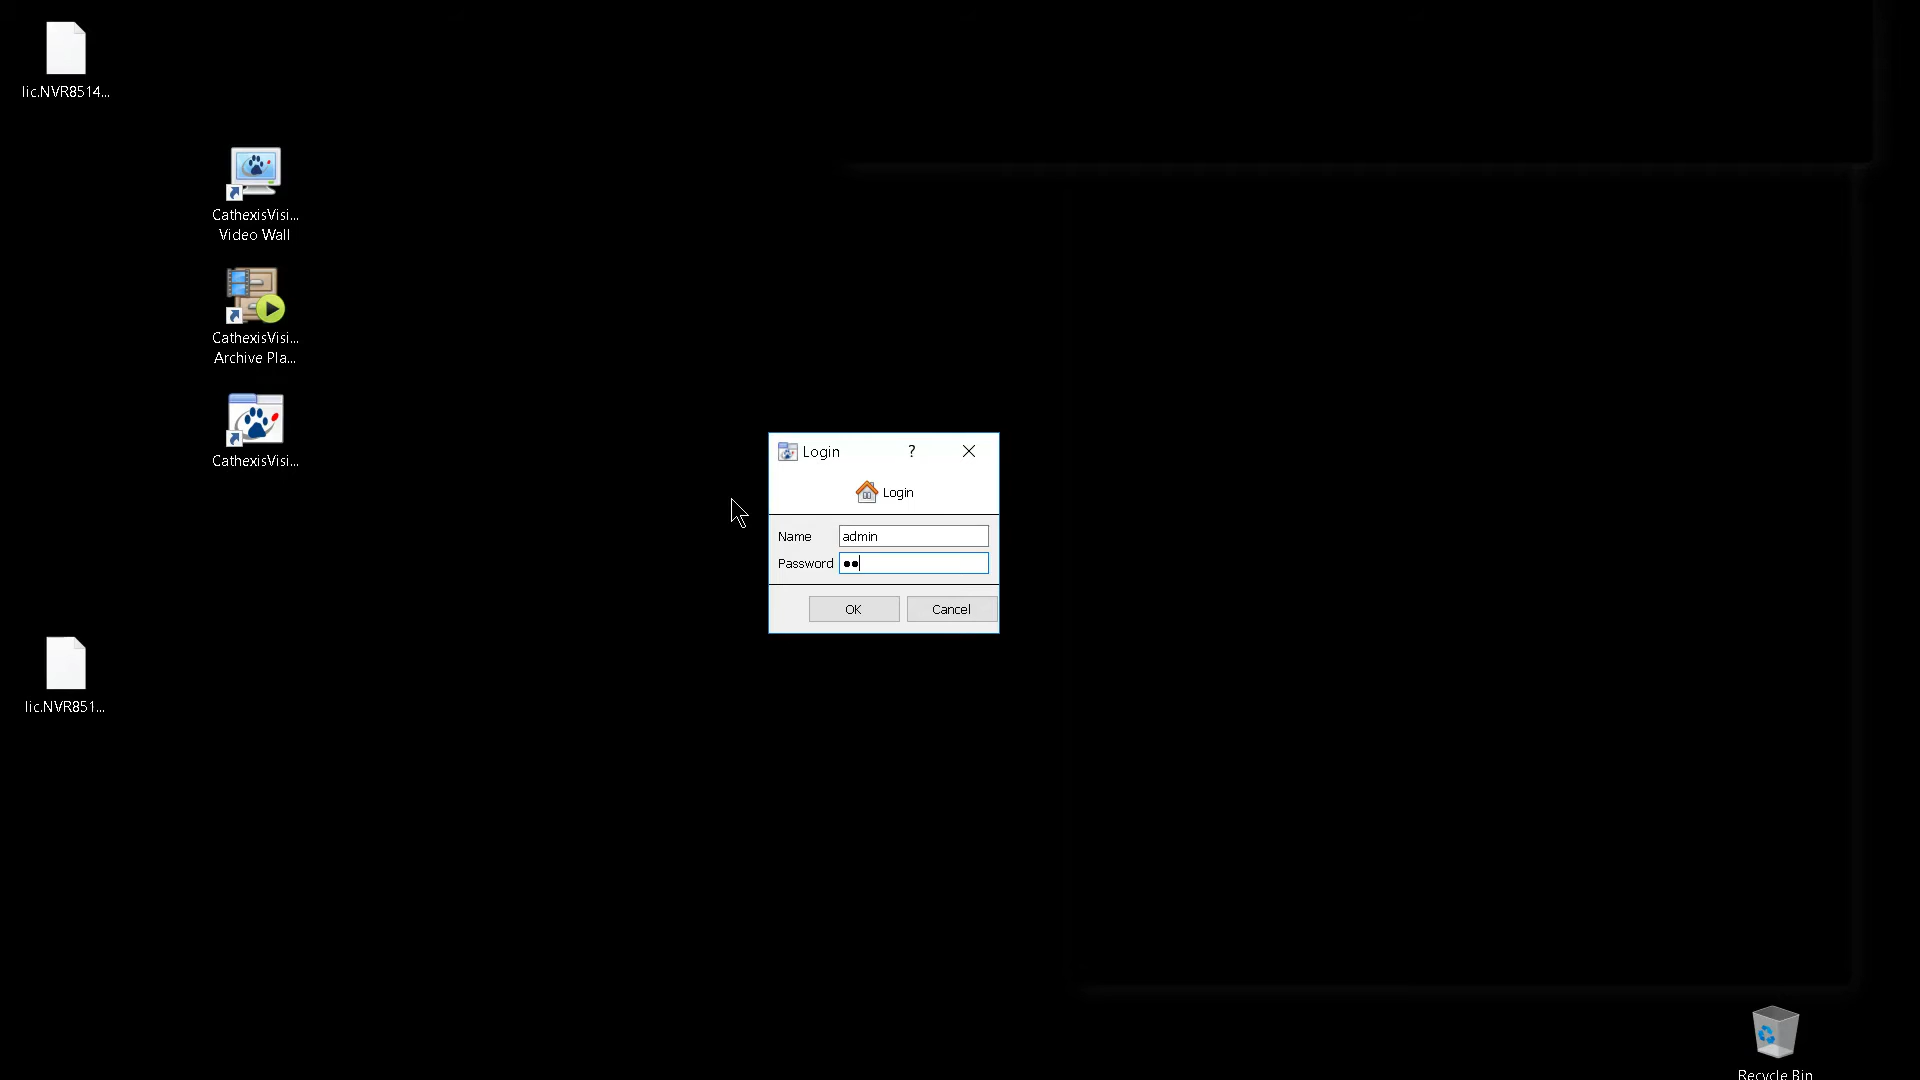 lic.NVR8514...
CathexisVisi...
Video Wall
CathexisVisi...
Archive Pla...
CathexisVisi...
Login
?
Login
Name
admin
Password
OK
Cancel
lic.NVR851...
Recycle Bin